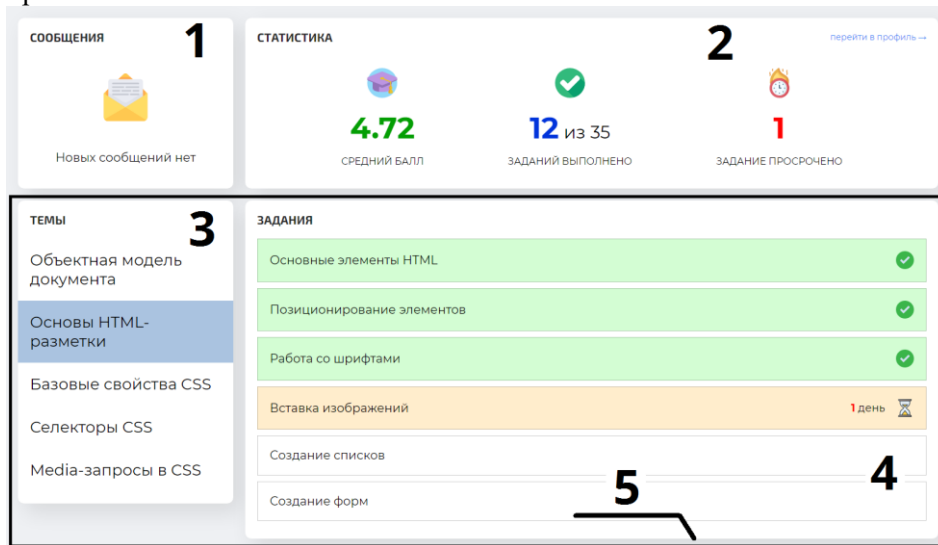 СООБЩЕНИЯ
1
Новых сообщений нет
СТАТИСТИКА
2
перейти в профиль →
4.72
СРЕДНИЙ БАЛЛ
12 из 35
ЗАДАНИЙ ВЫПОЛНЕНО
1
ЗАДАНИЕ ПРОСРОЧЕНО
ТЕМЫ
3
Объектная модель
документа
Основы HTML-
разметки
Базовые свойства CSS
Селекторы CSS
Media-запросы в CSS
ЗАДАНИЯ
Основные элементы HTML
Позиционирование элементов
Работа со шрифтами
Вставка изображений
1 день
Создание списков
4
Создание форм
5